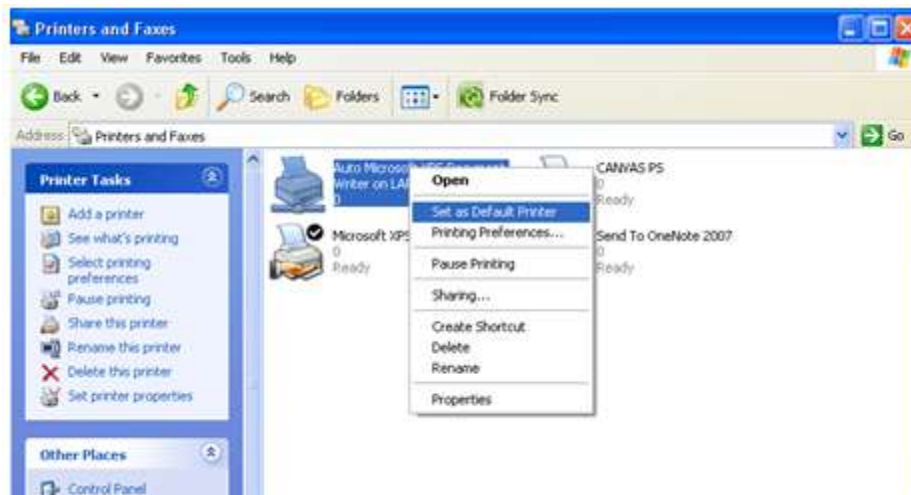 Printers and Faxes
File Edit View Favorites Tools Help
Back Search Folders Folder Sync
Address Printers and Faxes Go
Printer Tasks
Add a printer
See what's printing
Select printing
preferences
Pause printing
Share this printer
Rename this printer
Delete this printer
Set printer properties
Other Places
Control Panel
Auto Microsoft XPS Document
Writer on
0
Microsoft XPS
0
Ready
CANVAS PS
0
Ready
Send To OneNote 2007
0
Ready
Open
Set as Default Printer
Printing Preferences...
Pause Printing
Sharing...
Create Shortcut
Delete
Rename
Properties